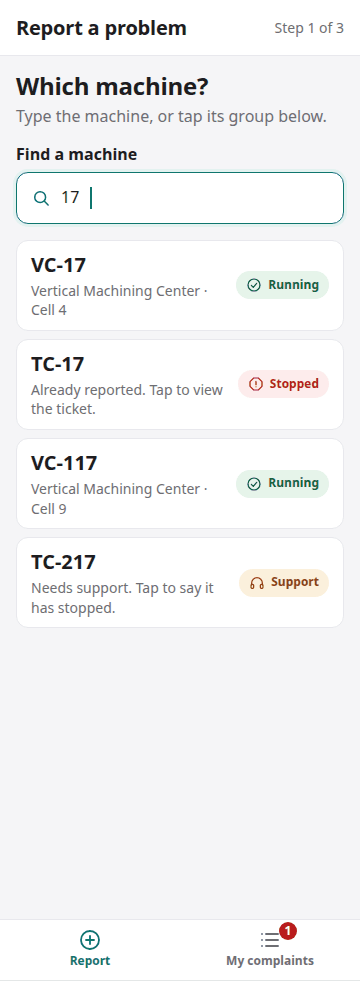 Report a problem
Step 1 of 3
Which machine?
Type the machine, or tap its group below.
Find a machine
17
VC-17
Vertical Machining Center ·
Cell 4
Running
TC-17
Already reported. Tap to view
the ticket.
Stopped
VC-117
Vertical Machining Center ·
Cell 9
Running
TC-217
Needs support. Tap to say it
has stopped.
Support
Report
1
My complaints